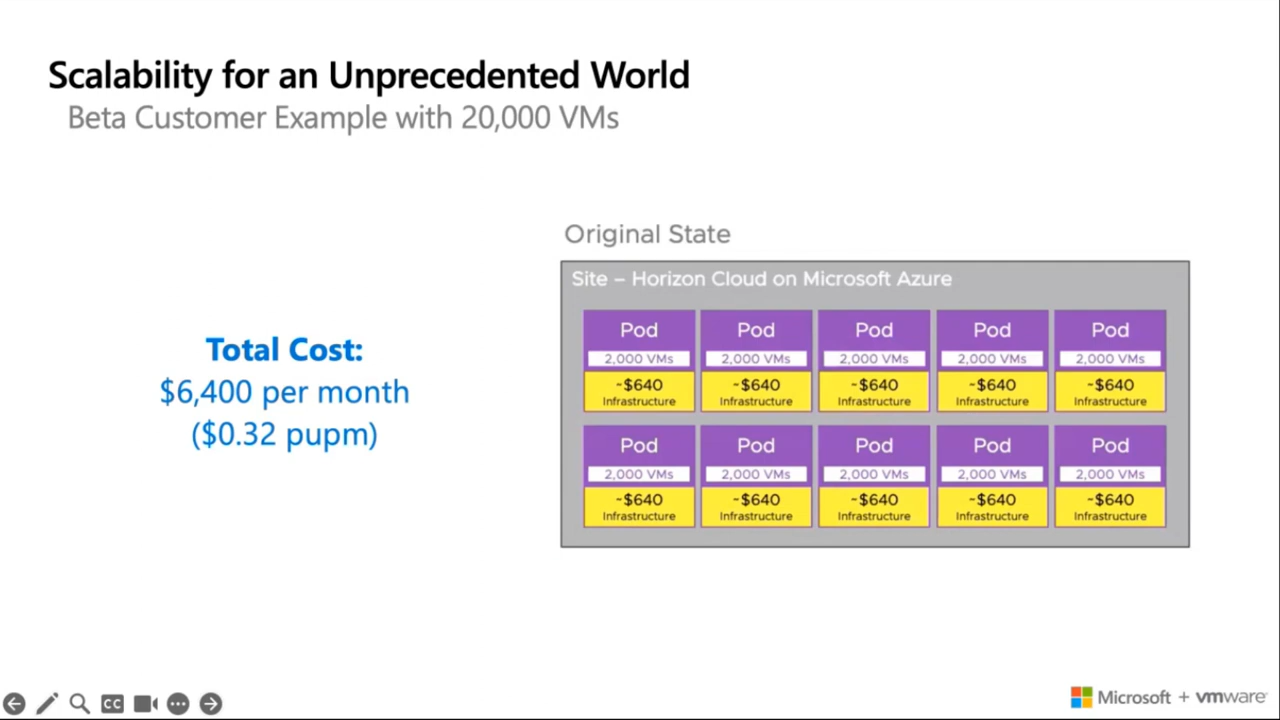 Scalability for an Unprecedented World
Beta Customer Example with 20,000 VMs
Total Cost:
$6,400 per month
($0.32 pupm)
Original State
Site – Horizon Cloud on Microsoft Azure
Pod Pod Pod Pod Pod
2,000 VMs 2,000 VMs 2,000 VMs 2,000 VMs 2,000 VMs
~$640 ~$640 ~$640 ~$640 ~$640
Infrastructure Infrastructure Infrastructure Infrastructure Infrastructure
Pod Pod Pod Pod Pod
2,000 VMs 2,000 VMs 2,000 VMs 2,000 VMs 2,000 VMs
~$640 ~$640 ~$640 ~$640 ~$640
Infrastructure Infrastructure Infrastructure Infrastructure Infrastructure
CC
Microsoft + vmware